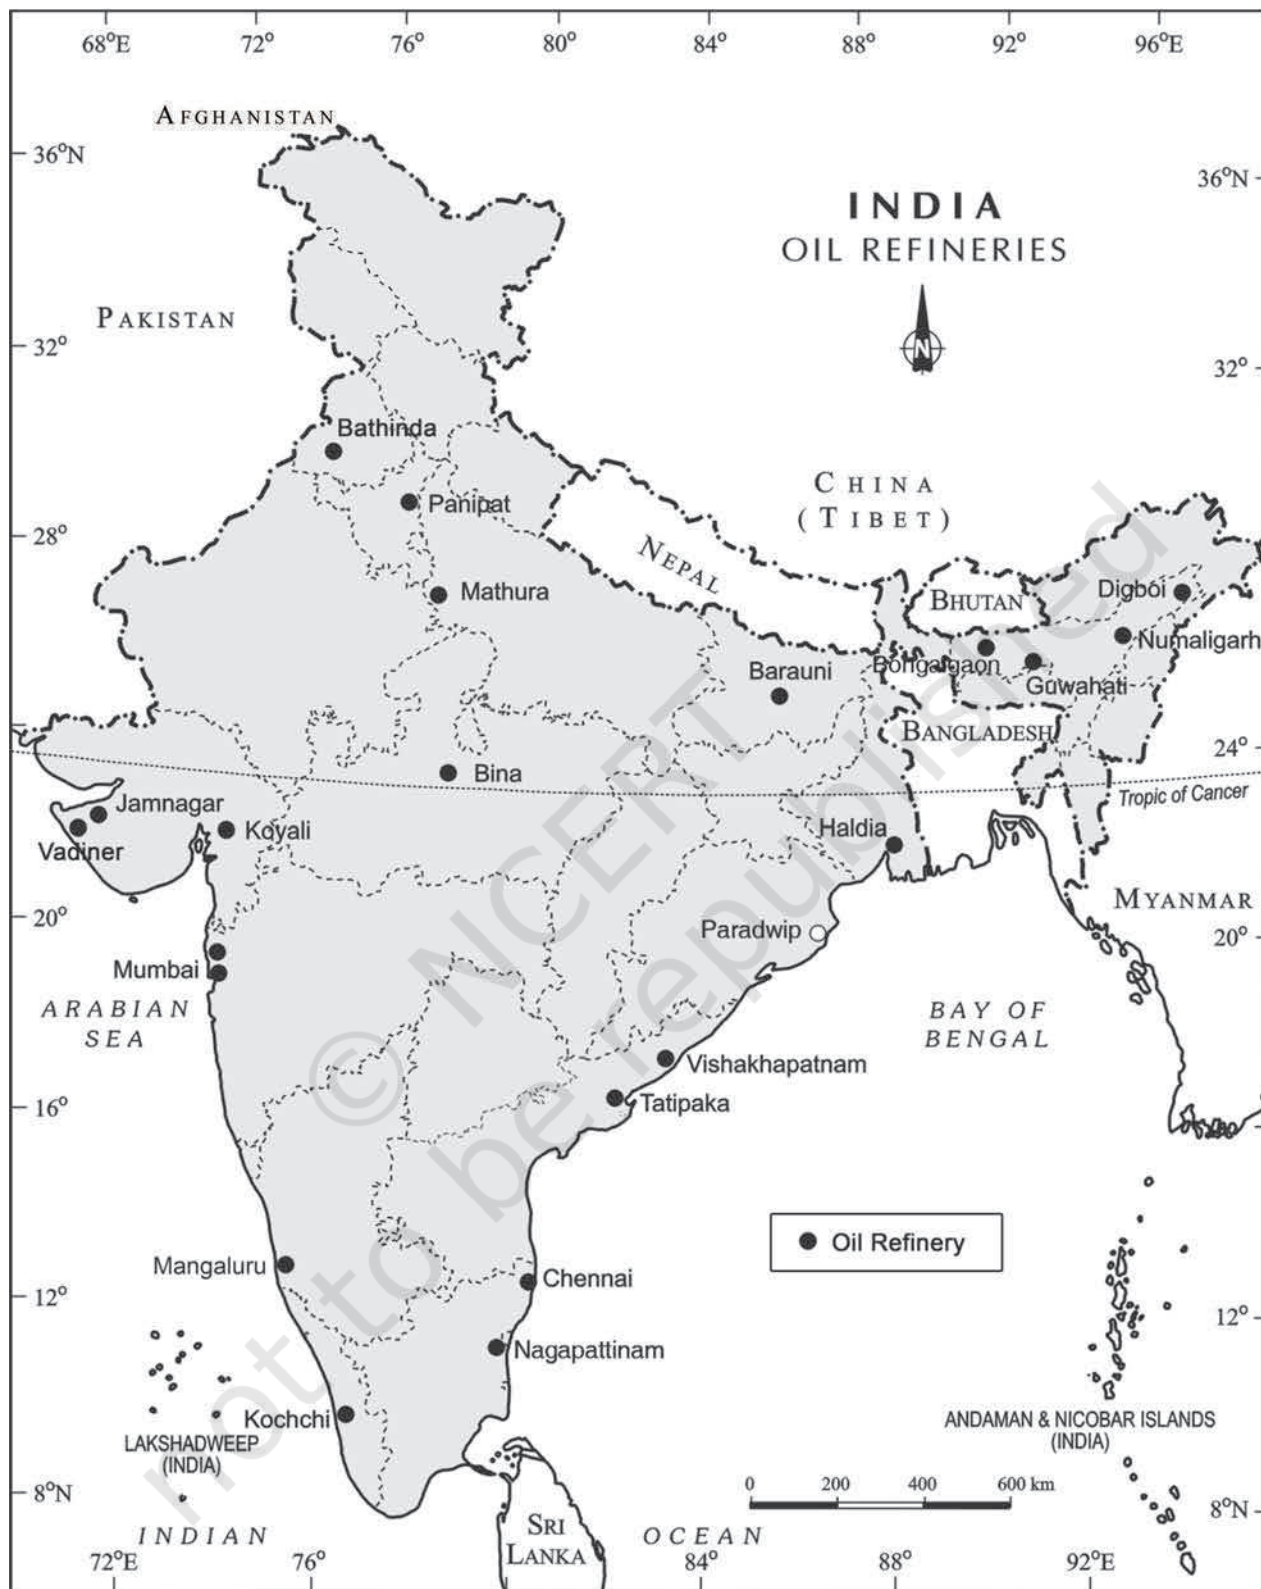 68°E 72° 76° 80° 84° 88° 92° 96°E
AFGHANISTAN
36°N
36°N
INDIA
OIL REFINERIES
N
PAKISTAN
32°
32°
Bathinda
CHINA
(TIBET)
Panipat
28°
NEPAL
Mathura
BHUTAN
Digboi
Numaligarh
Bongaigaon
Guwahati
Barauni
BANGLADESH
24°
Bina
Tropic of Cancer
Jamnagar
Koyali
Vadiner
Haldia
MYANMAR
20°
20°
Paradwip
Mumbai
ARABIAN
SEA
BAY OF
BENGAL
Vishakhapatnam
Tatipaka
16°
Oil Refinery
Mangaluru
Chennai
12°
12°
Nagapattinam
Kochchi
LAKSHADWEEP
(INDIA)
ANDAMAN & NICOBAR ISLANDS
(INDIA)
0 200 400 600 km
8°N
8°N
SRI
LANKA
INDIAN OCEAN
72°E 76° 84° 88° 92°E
© NCERT
not to be republished